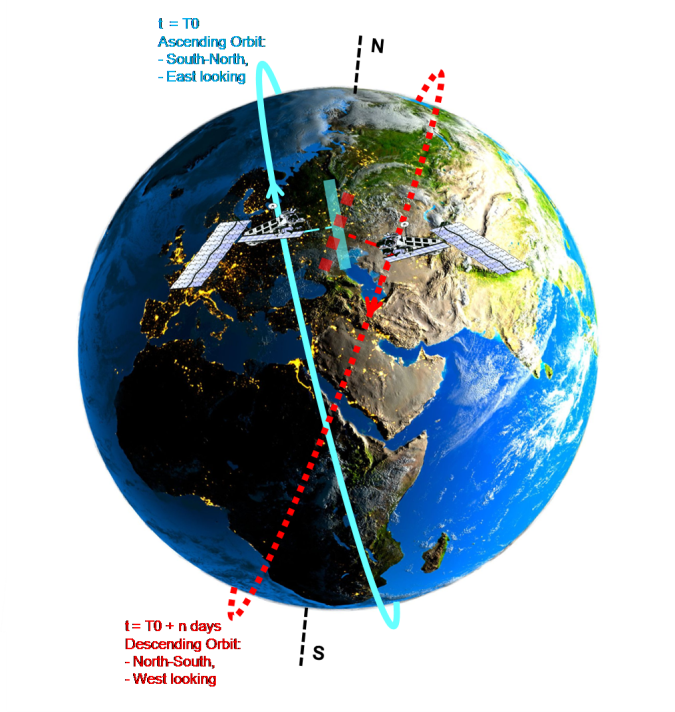 t = T0
Ascending Orbit:
- South-North,
- East looking
N
t = T0 + n days
Descending Orbit:
- North-South,
- West looking
S